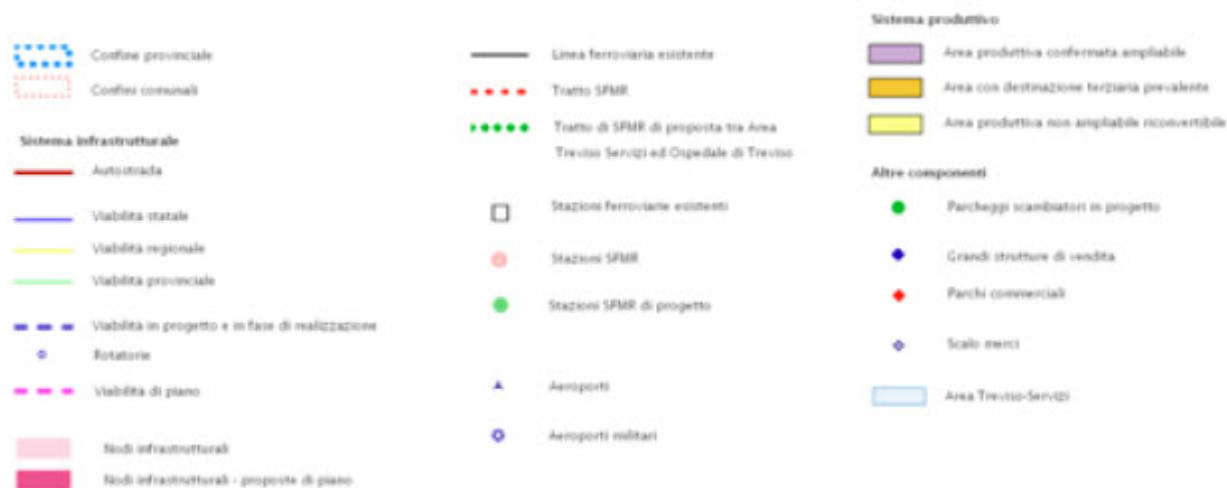 Confine provinciale
Confini comunali
Sistema infrastrutturale
Autostrada
Viabilità statale
Viabilità regionale
Viabilità provinciale
Viabilità in progetto e in fase di realizzazione
Rotatorie
Viabilità di piano
Nodi infrastrutturali
Nodi infrastrutturali - proposte di piano
Linea ferroviaria esistente
Tratto SFMR
Tratto di SFMR di proposta tra Area
Treviso Servizi ed Ospedale di Treviso
Stazioni ferroviarie esistenti
Stazioni SFMR
Stazioni SFMR di progetto
Aeroporti
Aeroporti militari
Sistema produttivo
Area produttiva confermata ampliabile
Area con destinazione terziaria prevalente
Area produttiva non ampliabile riconvertibile
Altre componenti
Parcheggi scambiatori in progetto
Grandi strutture di vendita
Parchi commerciali
Scalo merci
Area Treviso-Servizi